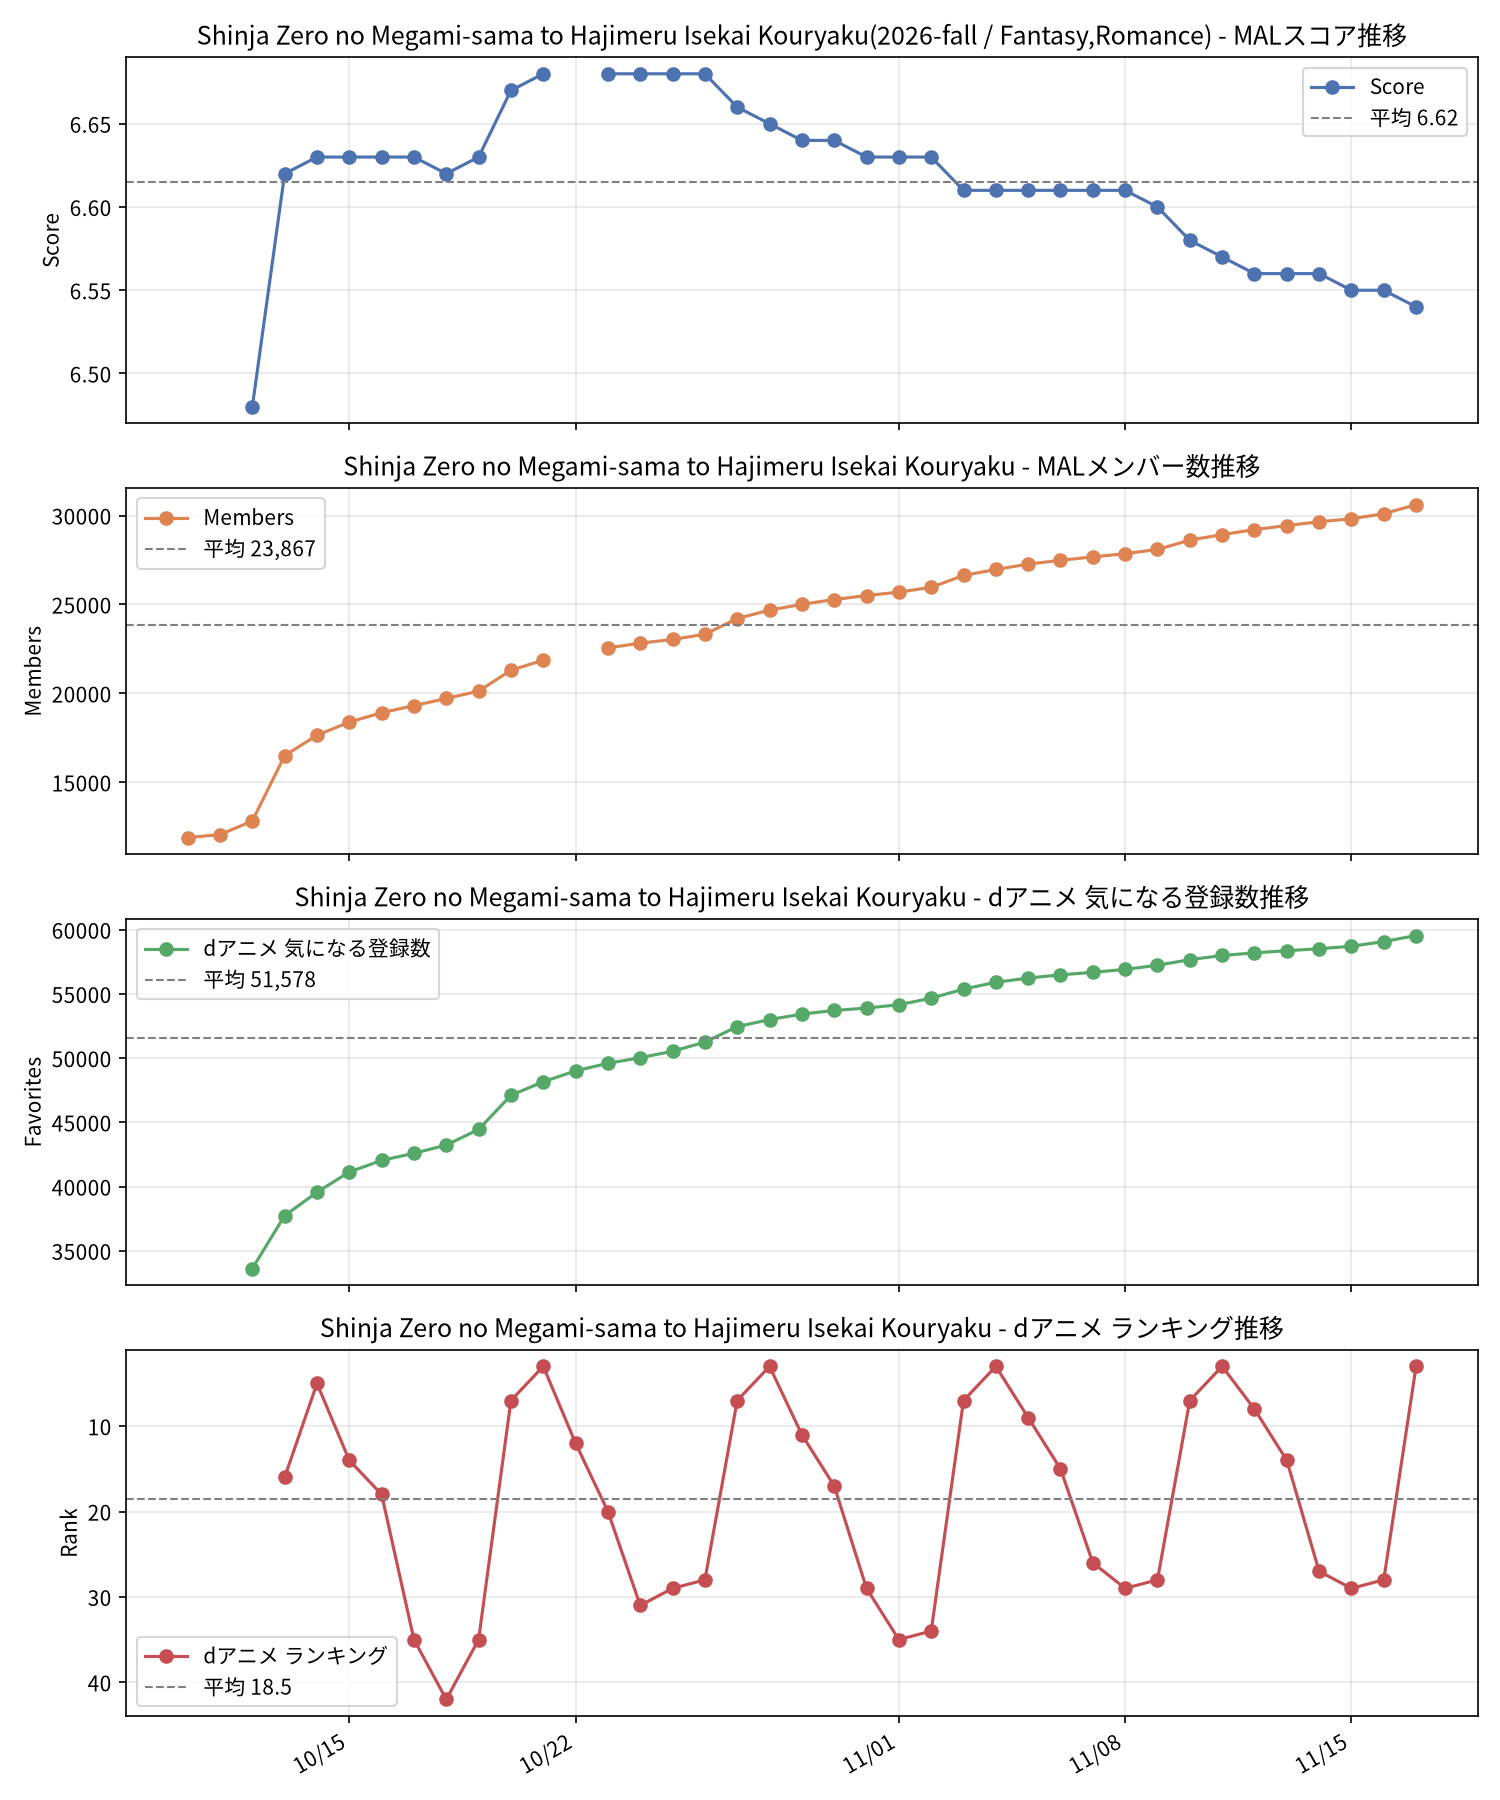 Shinja Zero no Megami-sama to Hajimeru Isekai Kouryaku(2026-fall / Fantasy,Romance) - MALスコア推移
Score
平均 6.62
6.65
6.60
6.55
6.50
Score
Shinja Zero no Megami-sama to Hajimeru Isekai Kouryaku - MALメンバー数推移
Members
平均 23,867
30000
25000
20000
15000
Members
Shinja Zero no Megami-sama to Hajimeru Isekai Kouryaku - dアニメ 気になる登録数推移
dアニメ 気になる登録数
平均 51,578
60000
55000
50000
45000
40000
35000
Favorites
Shinja Zero no Megami-sama to Hajimeru Isekai Kouryaku - dアニメ ランキング推移
10
20
30
40
Rank
dアニメ ランキング
平均 18.5
10/15
10/22
11/01
11/08
11/15